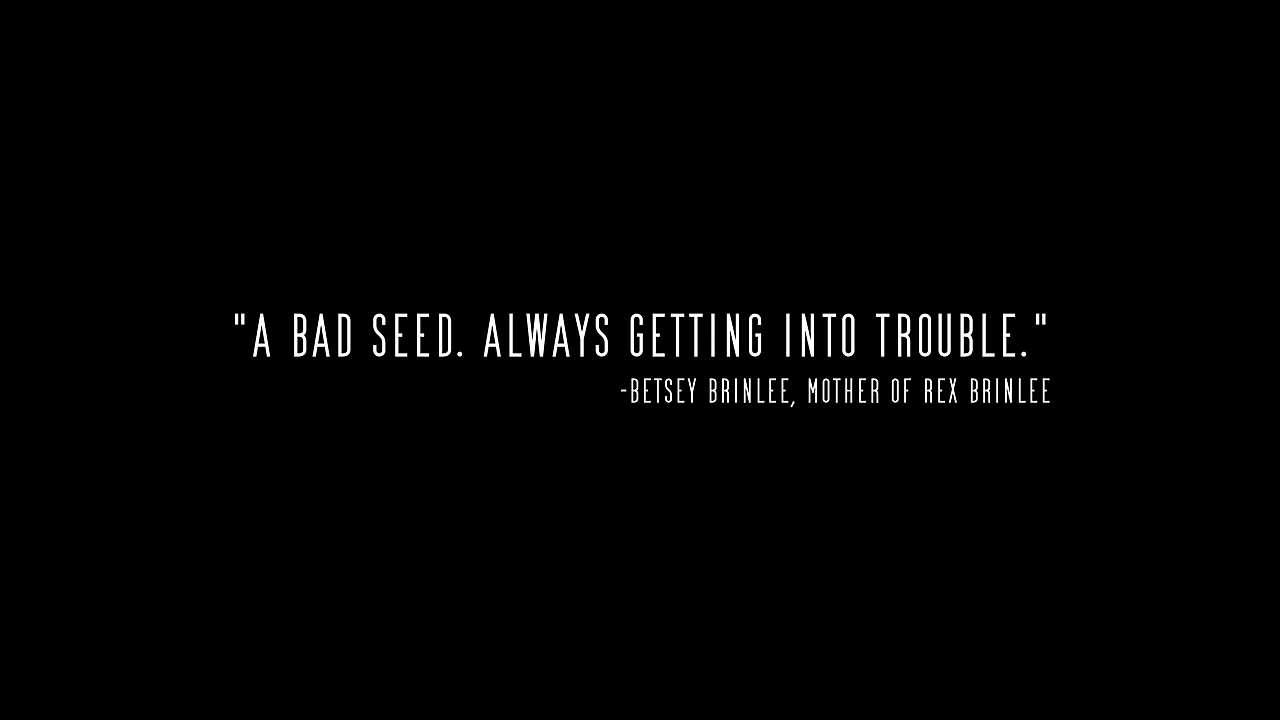 "A BAD SEED. ALWAYS GETTING INTO TROUBLE."
-BETSEY BRINLEE, MOTHER OF REX BRINLEE